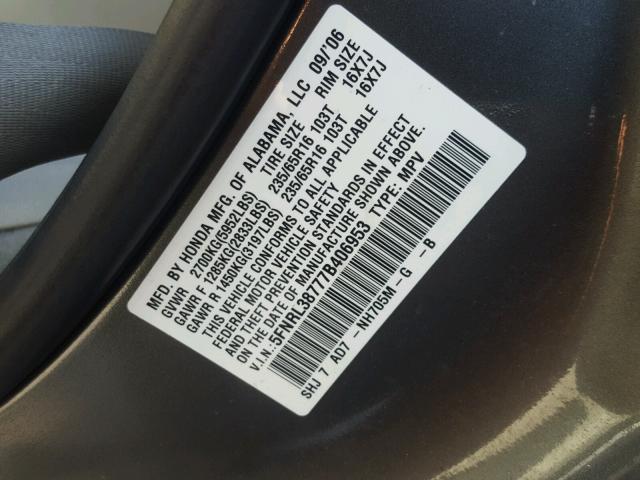 MFD. BY HONDA MFG. OF ALABAMA, LLC 09/'06
TIRE SIZE RIM SIZE
GVWR 2700KG(5952LBS)
GAWR F 1285KG(2833LBS) 235/65R16 103T 16X7J
GAWR R 1450KG(3197LBS) 235/65R16 103T 16X7J
THIS VEHICLE CONFORMS TO ALL APPLICABLE
FEDERAL MOTOR VEHICLE SAFETY
AND THEFT PREVENTION STANDARDS IN EFFECT
ON THE DATE OF MANUFACTURE SHOWN ABOVE.
V.I.N.: 5FNRL38777B406953 TYPE: MPV
SHJ 7 A07 -NH705M -G -B